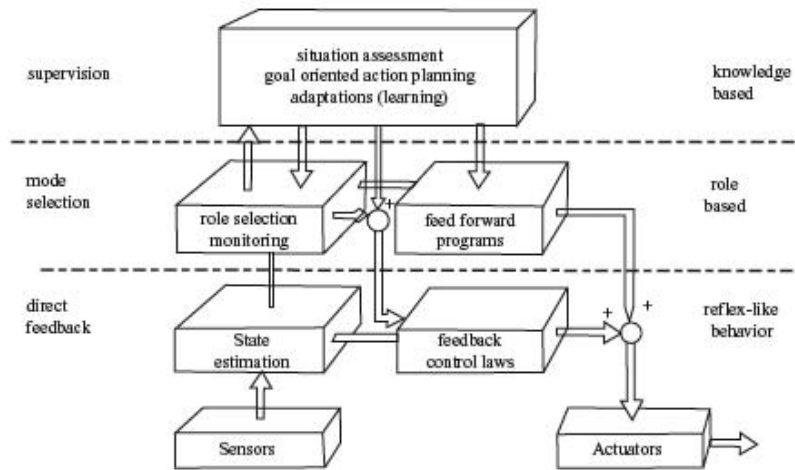 situation assessment
goal oriented action planning
adaptations (learning)
supervision
knowledge
based
mode
selection
role selection
monitoring
+
feed forward
programs
role
based
direct
feedback
State
estimation
feedback
control laws
+
+
reflex-like
behavior
Sensors
Actuators